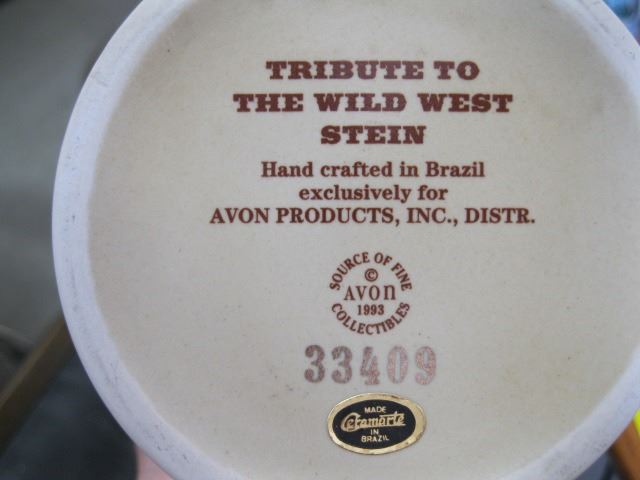 TRIBUTE TO
THE WILD WEST
STEIN
Hand crafted in Brazil
exclusively for
AVON PRODUCTS, INC., DISTR.
SOURCE OF FINE
©
AVON
1993
COLLECTIBLES
33409
MADE
Ceramarte
IN
BRAZIL